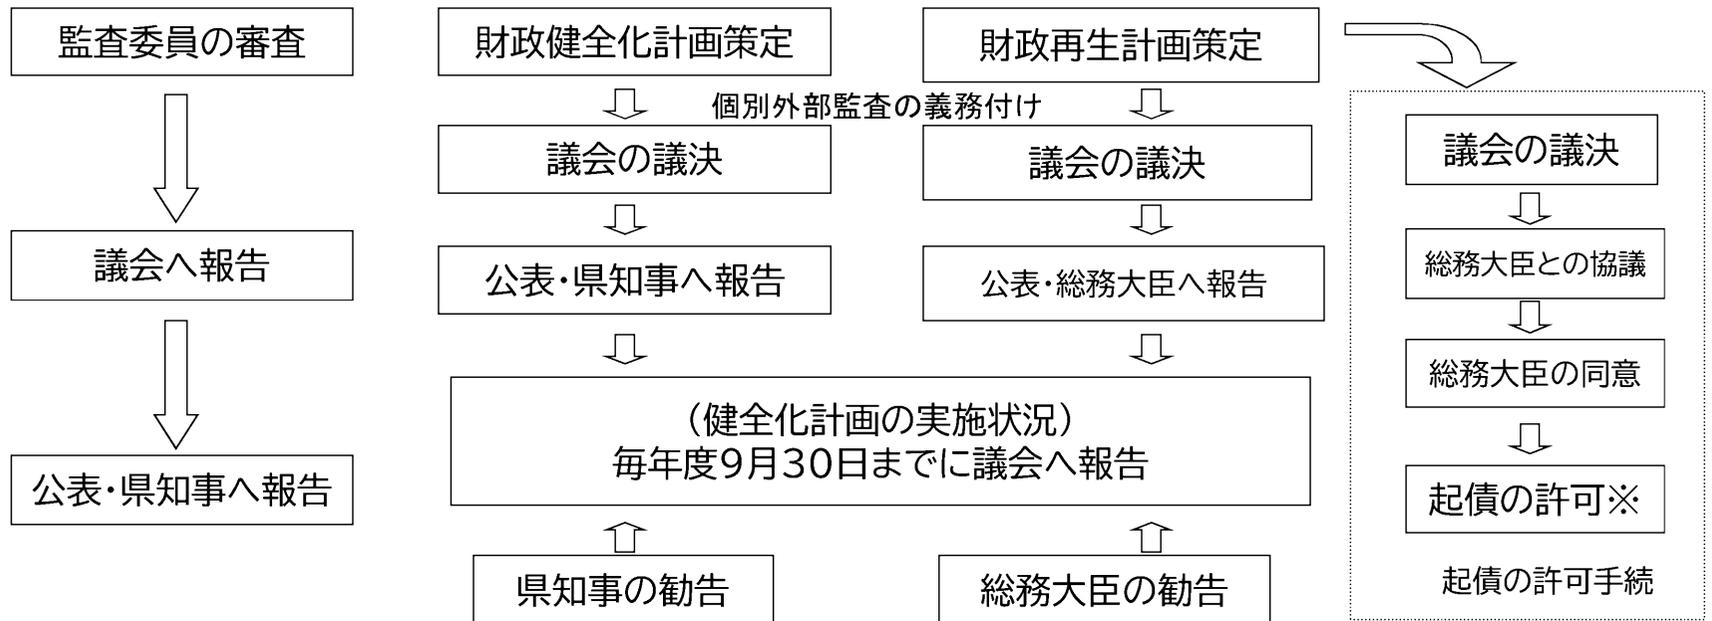 監査委員の審査
議会へ報告
公表・県知事へ報告
財政健全化計画策定
個別外部監査の義務付け
議会の議決
公表・県知事へ報告
財政再生計画策定
議会の議決
公表・総務大臣へ報告
（健全化計画の実施状況）
毎年度９月３０日までに議会へ報告
県知事の勧告
総務大臣の勧告
議会の議決
総務大臣との協議
総務大臣の同意
起債の許可※
起債の許可手続